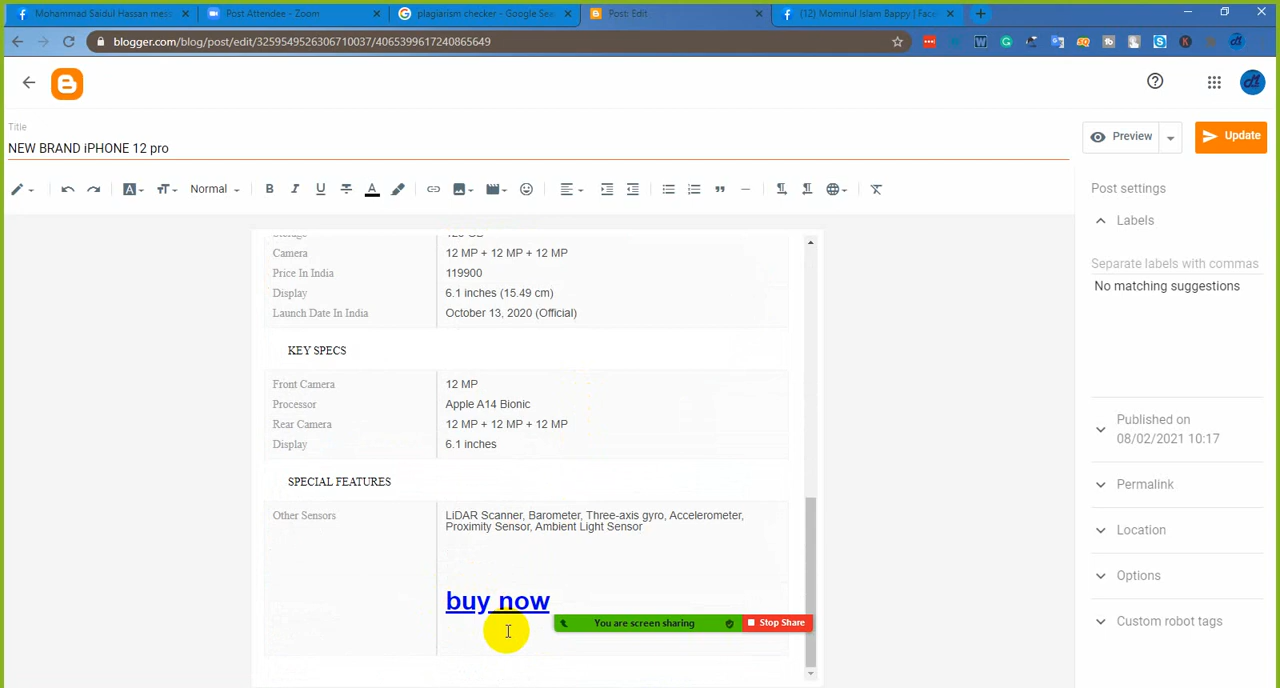 Mohammad Saidul Hassan mess
Post Attendee - Zoom
plagiarism checker - Google Sea
Post: Edit
(12) Mominul Islam Bappy | Face
blogger.com/blog/post/edit/3259549526306710037/4065399617240865649
Title
NEW BRAND iPHONE 12 pro
Preview
Update
Normal
Post settings
Labels
Separate labels with commas
No matching suggestions
Published on
08/02/2021 10:17
Permalink
Location
Options
Custom robot tags
Storage 128 GB
Camera 12 MP + 12 MP + 12 MP
Price In India 119900
Display 6.1 inches (15.49 cm)
Launch Date In India October 13, 2020 (Official)
KEY SPECS
Front Camera 12 MP
Processor Apple A14 Bionic
Rear Camera 12 MP + 12 MP + 12 MP
Display 6.1 inches
SPECIAL FEATURES
Other Sensors LiDAR Scanner, Barometer, Three-axis gyro, Accelerometer,
Proximity Sensor, Ambient Light Sensor
buy now
You are screen sharing
Stop Share